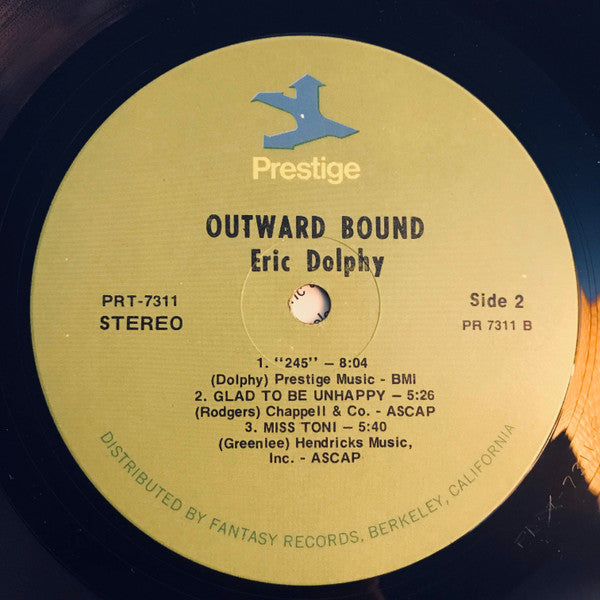 Prestige
OUTWARD BOUND
Eric Dolphy
PRT-7311
STEREO
Side 2
PR 7311 B
1. "245" — 8:04
(Dolphy) Prestige Music - BMI
2. GLAD TO BE UNHAPPY — 5:26
(Rodgers) Chappell & Co. - ASCAP
3. MISS TONI — 5:40
(Greenlee) Hendricks Music,
Inc. - ASCAP
DISTRIBUTED BY FANTASY RECORDS, BERKELEY, CALIFORNIA